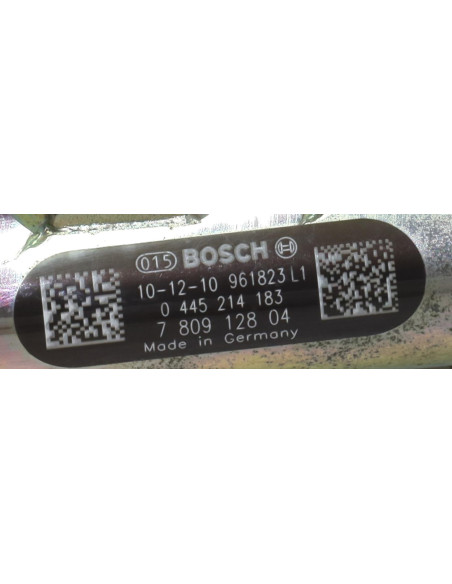 015 BOSCH
10-12-10 961823 L1
0 445 214 183
7 809 128 04
Made in Germany